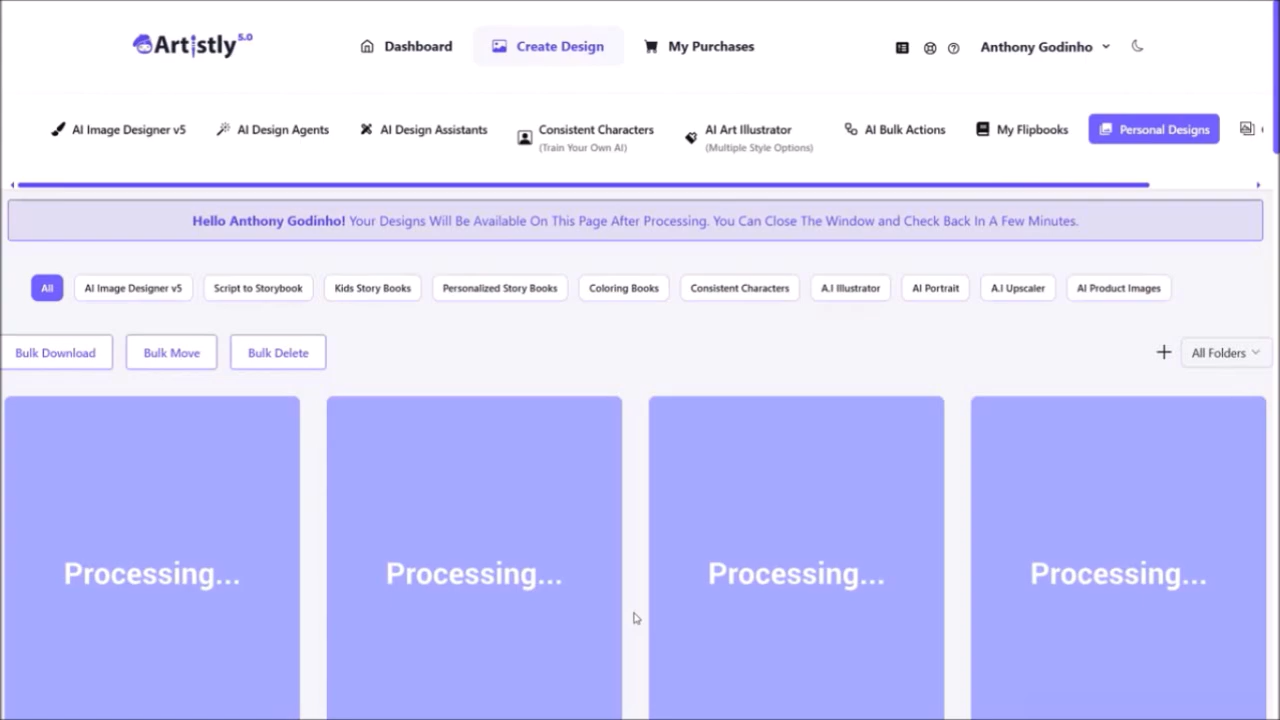 Artistly 5.0
Dashboard
Create Design
My Purchases
Anthony Godinho
AI Image Designer v5
AI Design Agents
AI Design Assistants
Consistent Characters
(Train Your Own AI)
AI Art Illustrator
(Multiple Style Options)
AI Bulk Actions
My Flipbooks
Personal Designs
Hello Anthony Godinho! Your Designs Will Be Available On This Page After Processing. You Can Close The Window and Check Back In A Few Minutes.
All
AI Image Designer v5
Script to Storybook
Kids Story Books
Personalized Story Books
Coloring Books
Consistent Characters
A.I Illustrator
AI Portrait
A.I Upscaler
AI Product Images
Bulk Download
Bulk Move
Bulk Delete
All Folders
Processing...
Processing...
Processing...
Processing...